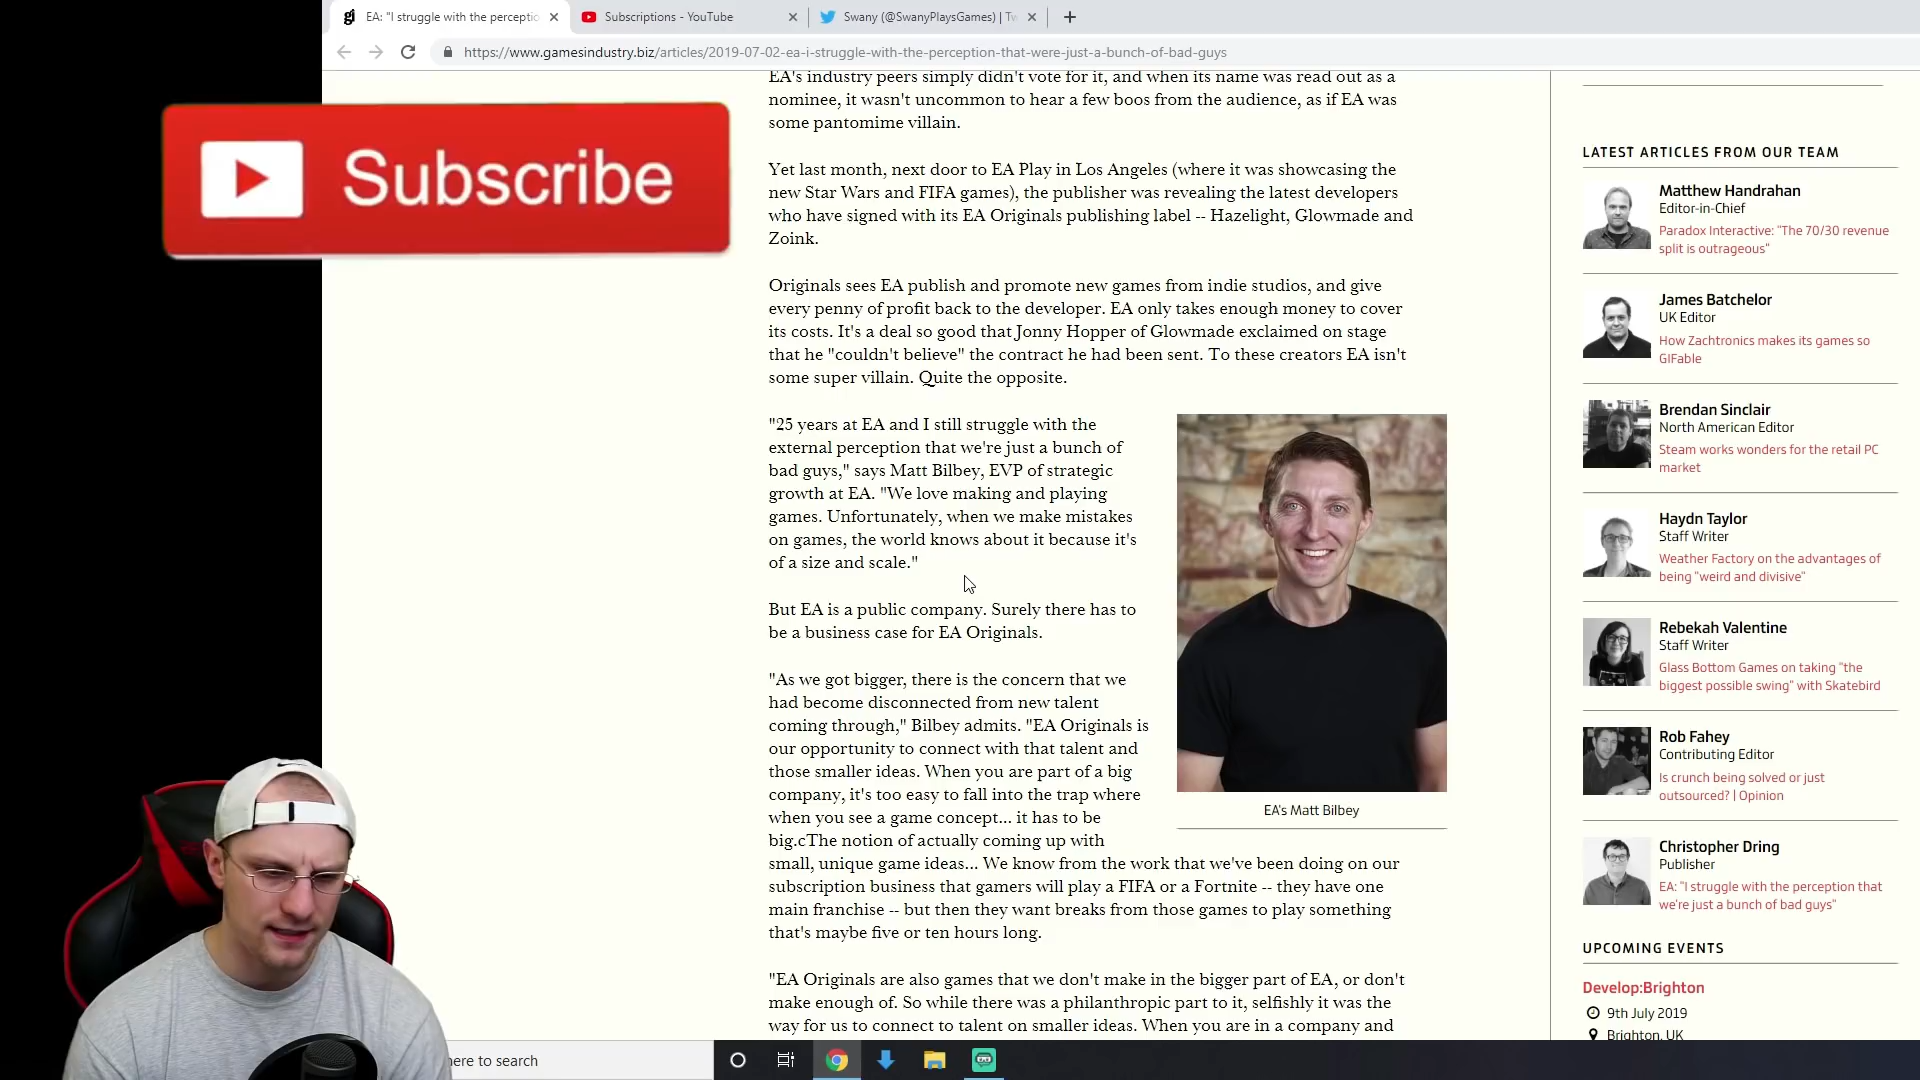 EA: "I struggle with the perceptio
Subscriptions - YouTube
Swany (@SwanyPlaysGames) | Tw
https://www.gamesindustry.biz/articles/2019-07-02-ea-i-struggle-with-the-perception-that-were-just-a-bunch-of-bad-guys
Subscribe
EA's industry peers simply didn't vote for it, and when its name was read out as a
nominee, it wasn't uncommon to hear a few boos from the audience, as if EA was
some pantomime villain.
Yet last month, next door to EA Play in Los Angeles (where it was showcasing the
new Star Wars and FIFA games), the publisher was revealing the latest developers
who have signed with its EA Originals publishing label -- Hazelight, Glowmade and
Zoink.
Originals sees EA publish and promote new games from indie studios, and give
every penny of profit back to the developer. EA only takes enough money to cover
its costs. It's a deal so good that Jonny Hopper of Glowmade exclaimed on stage
that he "couldn't believe" the contract he had been sent. To these creators EA isn't
some super villain. Quite the opposite.
"25 years at EA and I still struggle with the
external perception that we're just a bunch of
bad guys," says Matt Bilbey, EVP of strategic
growth at EA. "We love making and playing
games. Unfortunately, when we make mistakes
on games, the world knows about it because it's
of a size and scale."
But EA is a public company. Surely there has to
be a business case for EA Originals.
"As we got bigger, there is the concern that we
had become disconnected from new talent
coming through," Bilbey admits. "EA Originals is
our opportunity to connect with that talent and
those smaller ideas. When you are part of a big
company, it's too easy to fall into the trap where
when you see a game concept... it has to be
big.cThe notion of actually coming up with
small, unique game ideas... We know from the work that we've been doing on our
subscription business that gamers will play a FIFA or a Fortnite -- they have one
main franchise -- but then they want breaks from those games to play something
that's maybe five or ten hours long.
"EA Originals are also games that we don't make in the bigger part of EA, or don't
make enough of. So while there was a philanthropic part to it, selfishly it was the
way for us to connect to talent on smaller ideas. When you are in a company and
EA's Matt Bilbey
LATEST ARTICLES FROM OUR TEAM
Matthew Handrahan
Editor-in-Chief
Paradox Interactive: "The 70/30 revenue
split is outrageous"
James Batchelor
UK Editor
How Zachtronics makes its games so
GIFable
Brendan Sinclair
North American Editor
Steam works wonders for the retail PC
market
Haydn Taylor
Staff Writer
Weather Factory on the advantages of
being "weird and divisive"
Rebekah Valentine
Staff Writer
Glass Bottom Games on taking "the
biggest possible swing" with Skatebird
Rob Fahey
Contributing Editor
Is crunch being solved or just
outsourced? | Opinion
Christopher Dring
Publisher
EA: "I struggle with the perception that
we're just a bunch of bad guys"
UPCOMING EVENTS
Develop:Brighton
9th July 2019
Brighton, UK
here to search